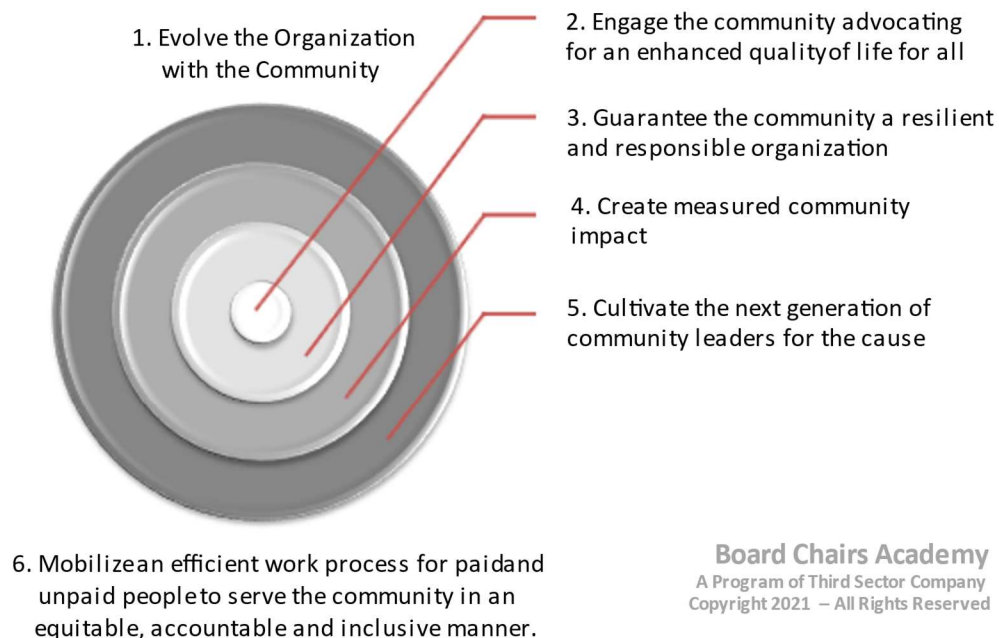 1. Evolve the Organization
with the Community
2. Engage the community advocating
for an enhanced qualityof life for all
3. Guarantee the community a resilient
and responsible organization
4. Create measured community
impact
5. Cultivate the next generation of
community leaders for the cause
6. Mobilizean efficient work process for paidand
unpaid peopleto serve the community in an
equitable, accountable and inclusive manner.
Board Chairs Academy
A Program of Third Sector Company
Copyright 2021 – All Rights Reserved